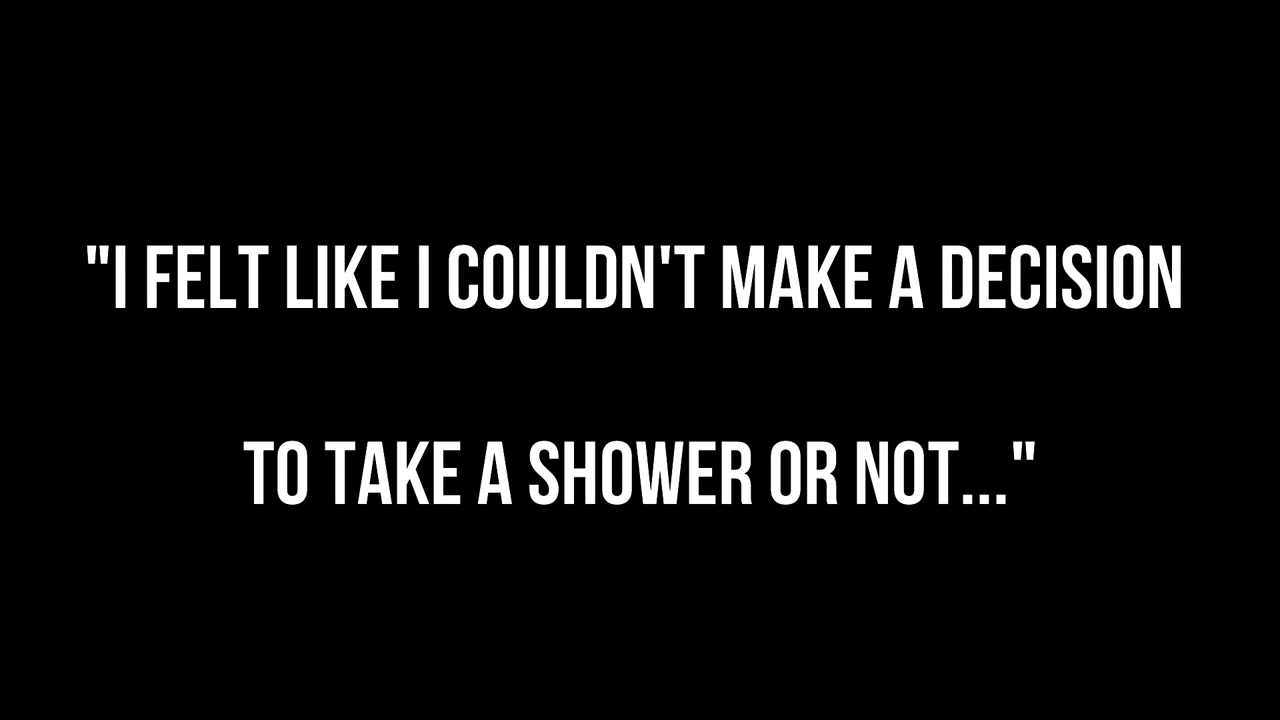 "I FELT LIKE I COULDN'T MAKE A DECISION
TO TAKE A SHOWER OR NOT..."